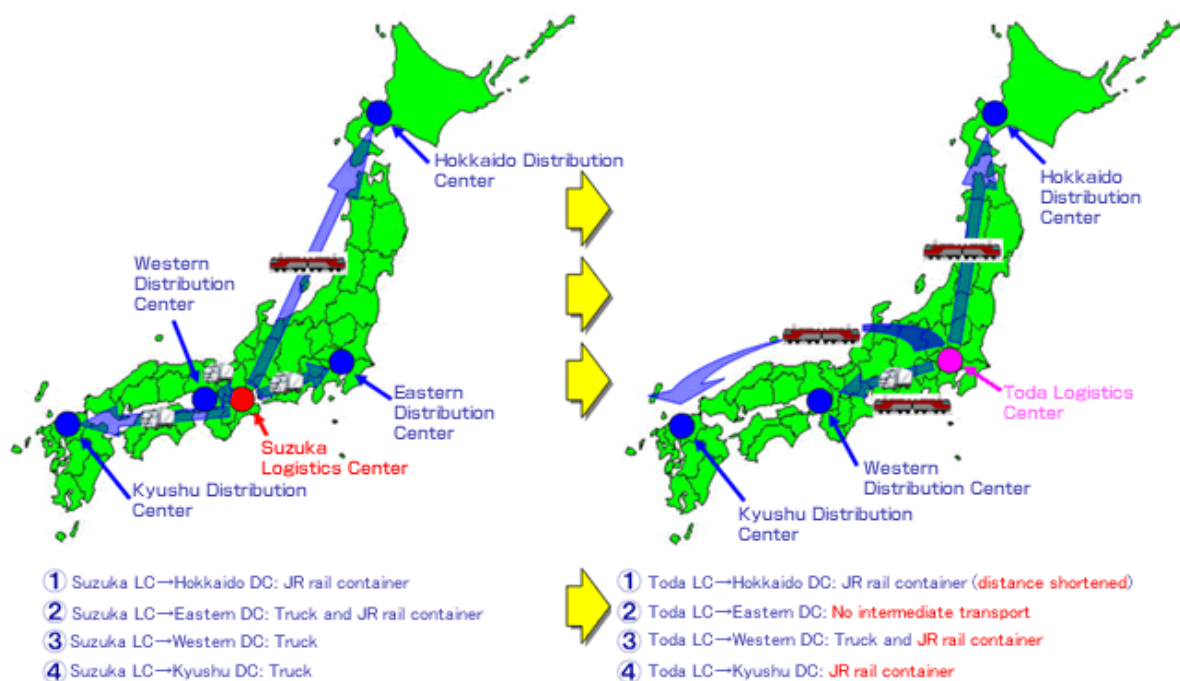 Hokkaido Distribution
Center
Western
Distribution
Center
Eastern
Distribution
Center
Suzuka
Logistics Center
Kyushu Distribution
Center
Hokkaido
Distribution
Center
Toda Logistics
Center
Western
Distribution Center
Kyushu Distribution
Center
① Suzuka LC→Hokkaido DC: JR rail container
② Suzuka LC→Eastern DC: Truck and JR rail container
③ Suzuka LC→Western DC: Truck
④ Suzuka LC→Kyushu DC: Truck
① Toda LC→Hokkaido DC: JR rail container (distance shortened)
② Toda LC→Eastern DC: No intermediate transport
③ Toda LC→Western DC: Truck and JR rail container
④ Toda LC→Kyushu DC: JR rail container